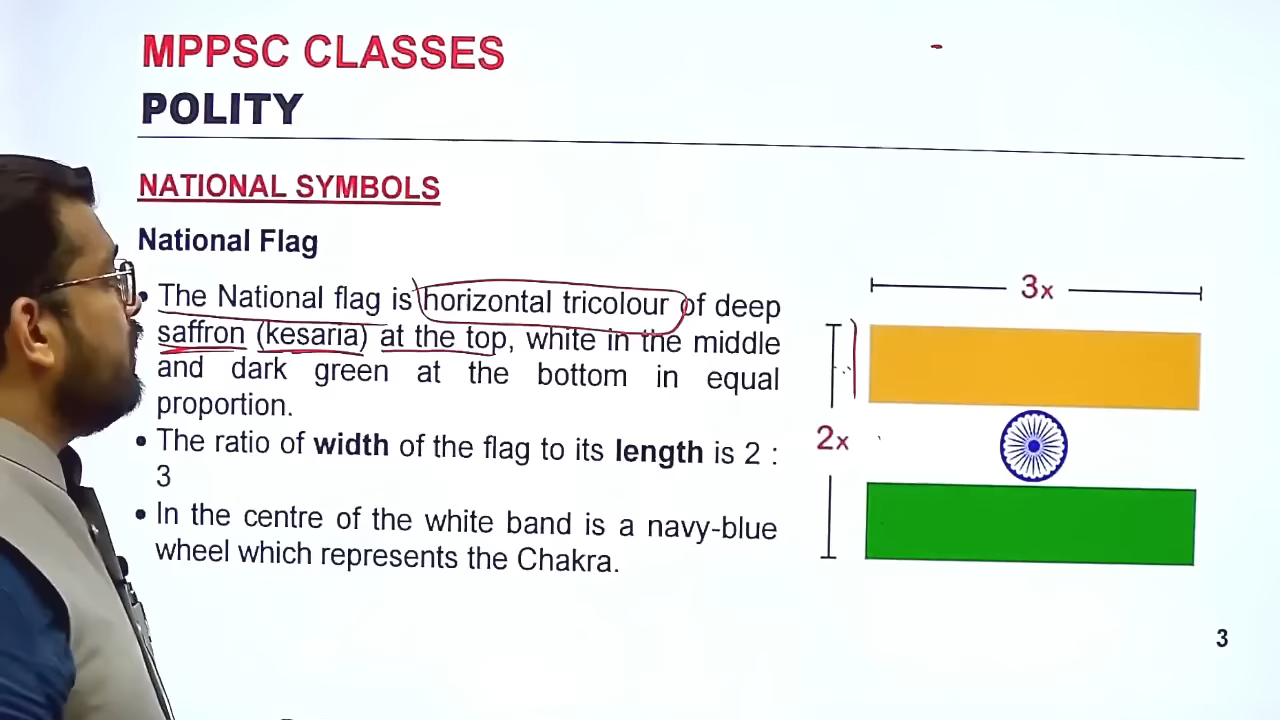 MPPSC CLASSES
POLITY
NATIONAL SYMBOLS
National Flag
• The National flag is horizontal tricolour of deep
saffron (kesaria) at the top, white in the middle
and dark green at the bottom in equal
proportion.
• The ratio of width of the flag to its length is 2 :
3
• In the centre of the white band is a navy-blue
wheel which represents the Chakra.
3x
2x
3